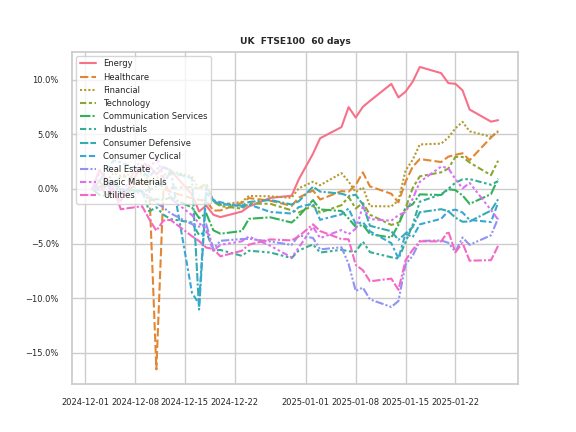 UK  FTSE100  60 days
Energy
Healthcare
Financial
Technology
Communication Services
Industrials
Consumer Defensive
Consumer Cyclical
Real Estate
Basic Materials
Utilities
10.0%
5.0%
0.0%
−5.0%
−10.0%
−15.0%
2024-12-01 2024-12-08 2024-12-15 2024-12-22 2025-01-01 2025-01-08 2025-01-15 2025-01-22